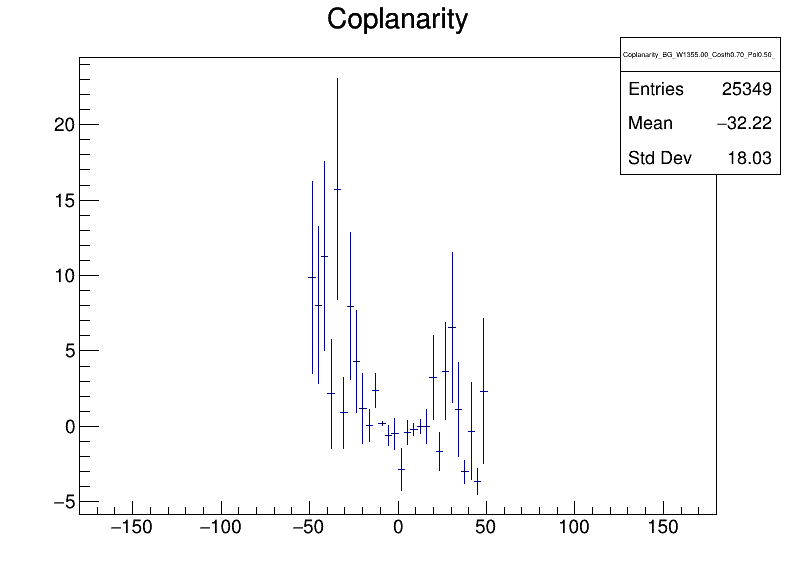 Coplanarity
Coplanarity_BG_W1355.00_Costh0.70_Pol0.50_
Entries 25349
Mean −32.22
Std Dev 18.03
20
15
10
5
0
−5
−150 −100 −50 0 50 100 150